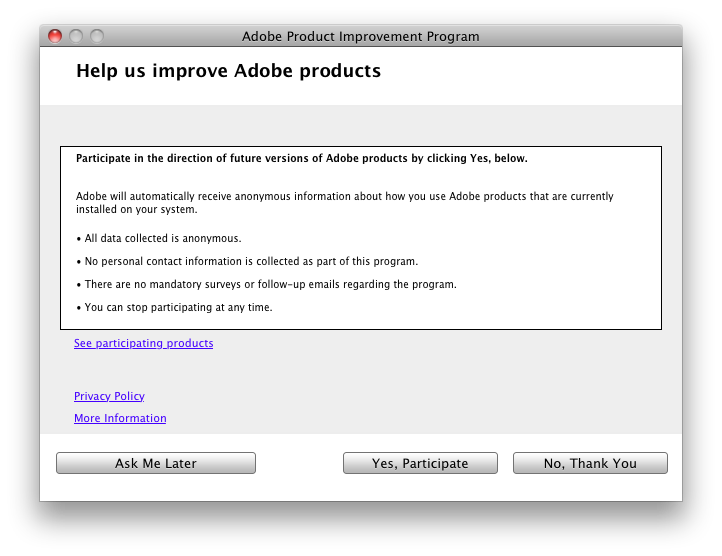 Adobe Product Improvement Program
Help us improve Adobe products
Participate in the direction of future versions of Adobe products by clicking Yes, below.
Adobe will automatically receive anonymous information about how you use Adobe products that are currently
installed on your system.
• All data collected is anonymous.
• No personal contact information is collected as part of this program.
• There are no mandatory surveys or follow-up emails regarding the program.
• You can stop participating at any time.
See participating products
Privacy Policy
More Information
Ask Me Later
Yes, Participate
No, Thank You